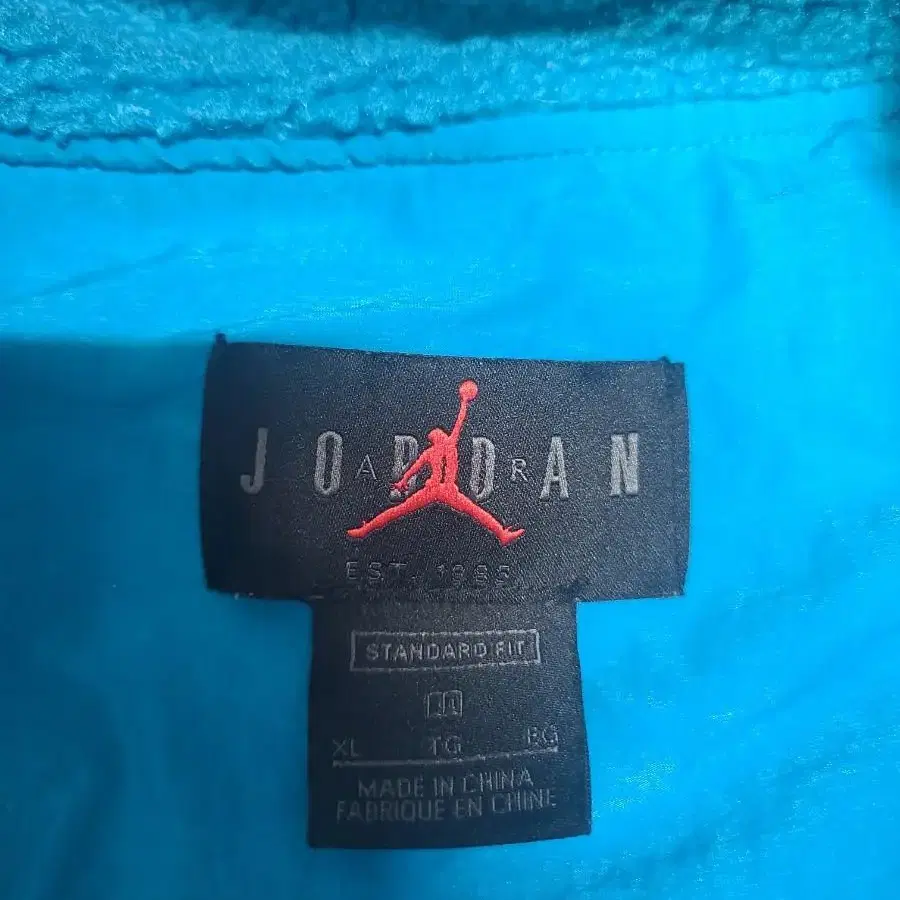 JORDAN
AIR
EST. 1985
STANDARD FIT
XL TG EG
MADE IN CHINA
FABRIQUE EN CHINE